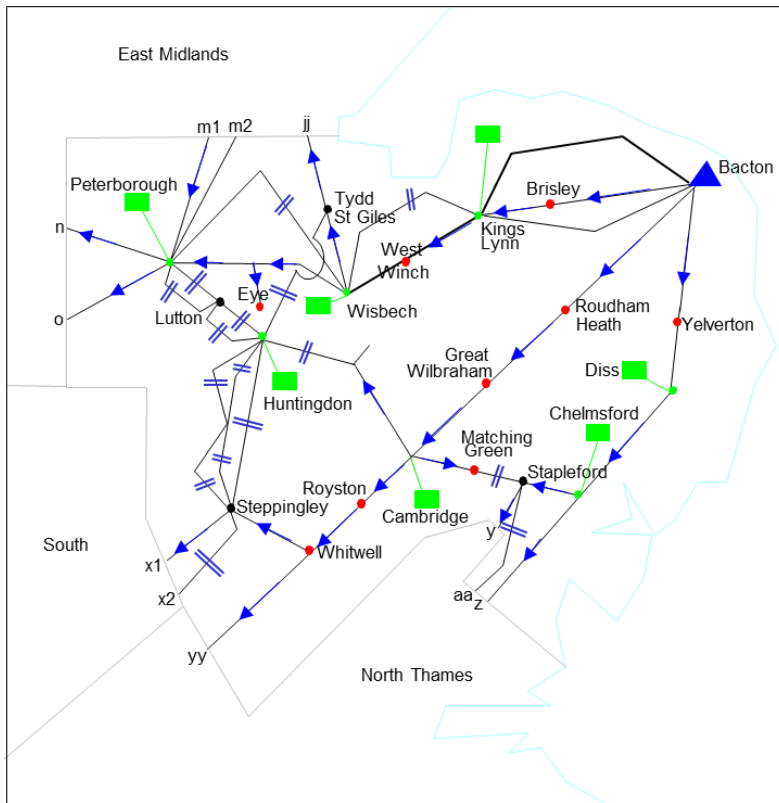 East Midlands
m1
m2
jj
Peterborough
Bacton
Brisley
Tydd
St Giles
n
Kings
Lynn
West
Winch
Eye
Wisbech
Lutton
o
Roudham
Heath
Yelverton
Great
Wilbraham
Diss
Huntingdon
Chelmsford
Matching
Green
Stapleford
Royston
Steppingley
Cambridge
y
South
Whitwell
x1
x2
aa
z
yy
North Thames